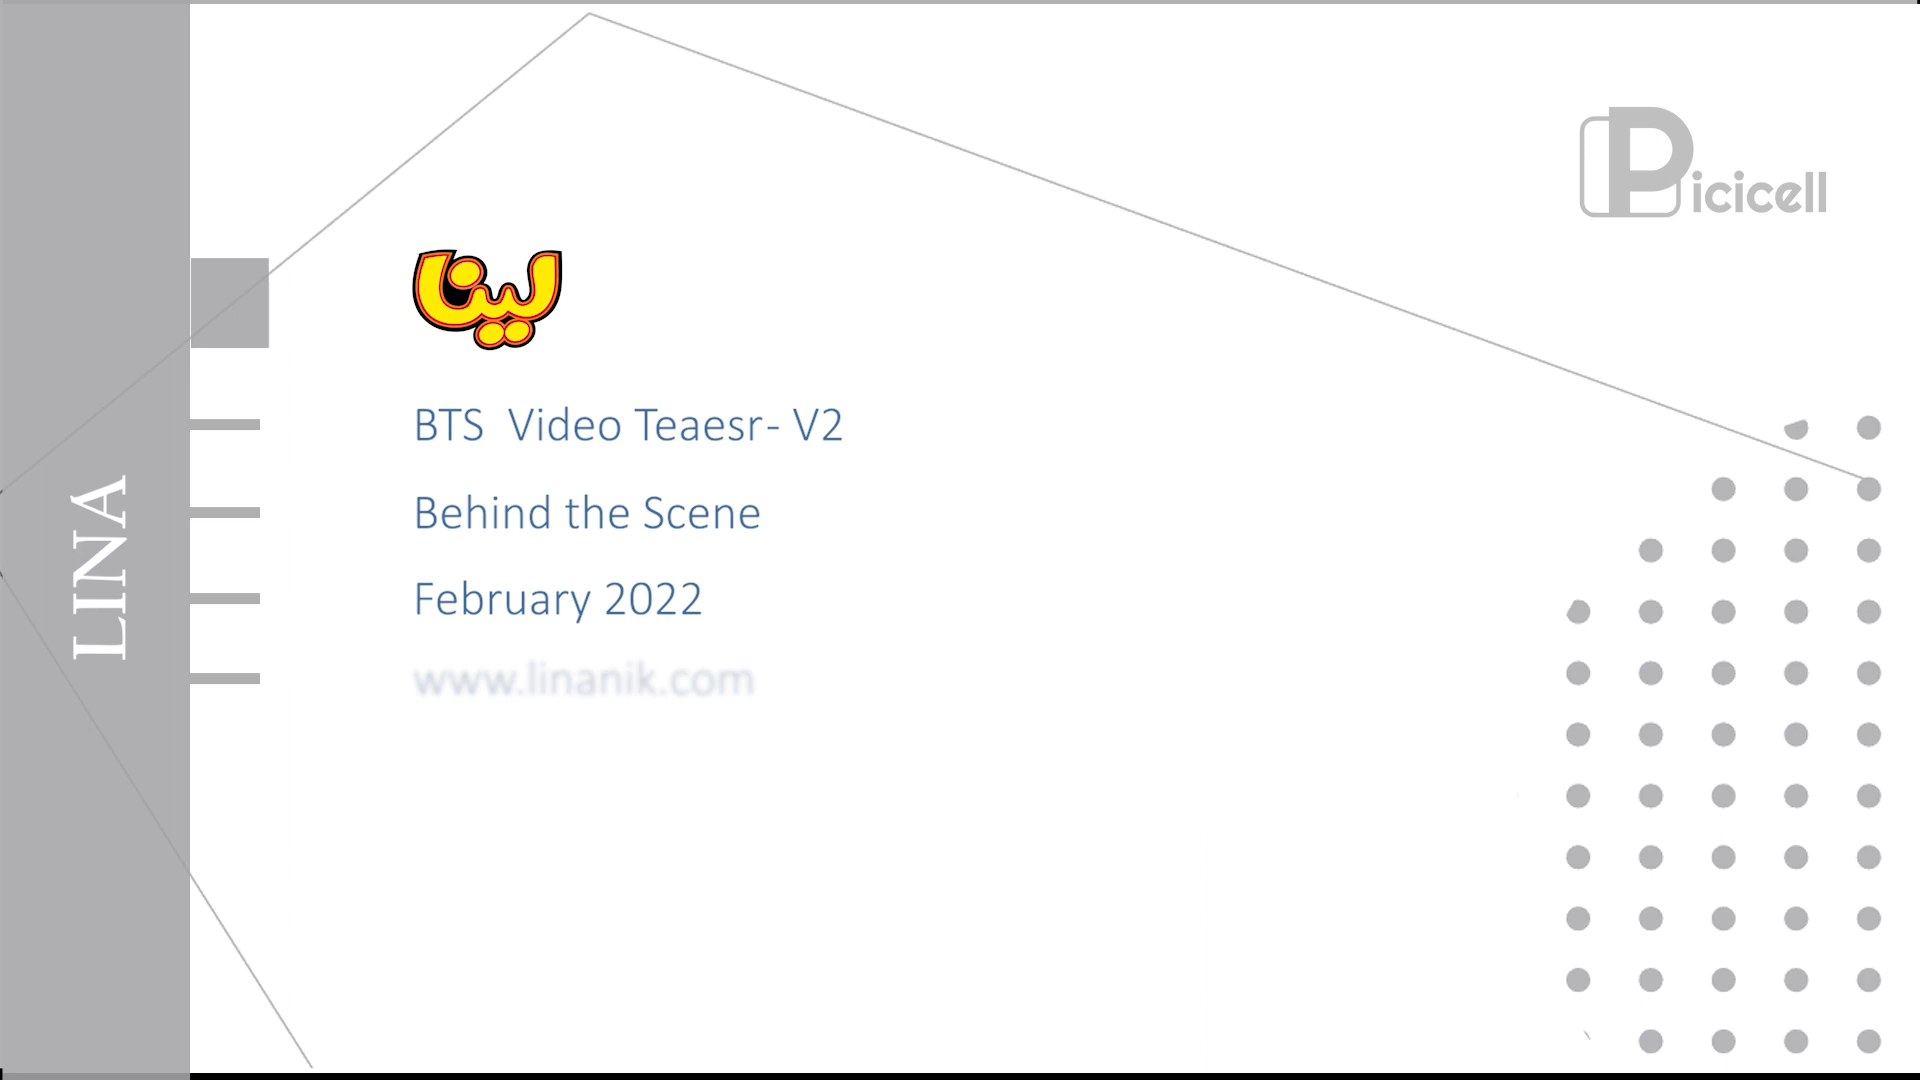 Picicell
لینا
BTS  Video Teaesr- V2
Behind the Scene
February 2022
www.linanik.com
LINA